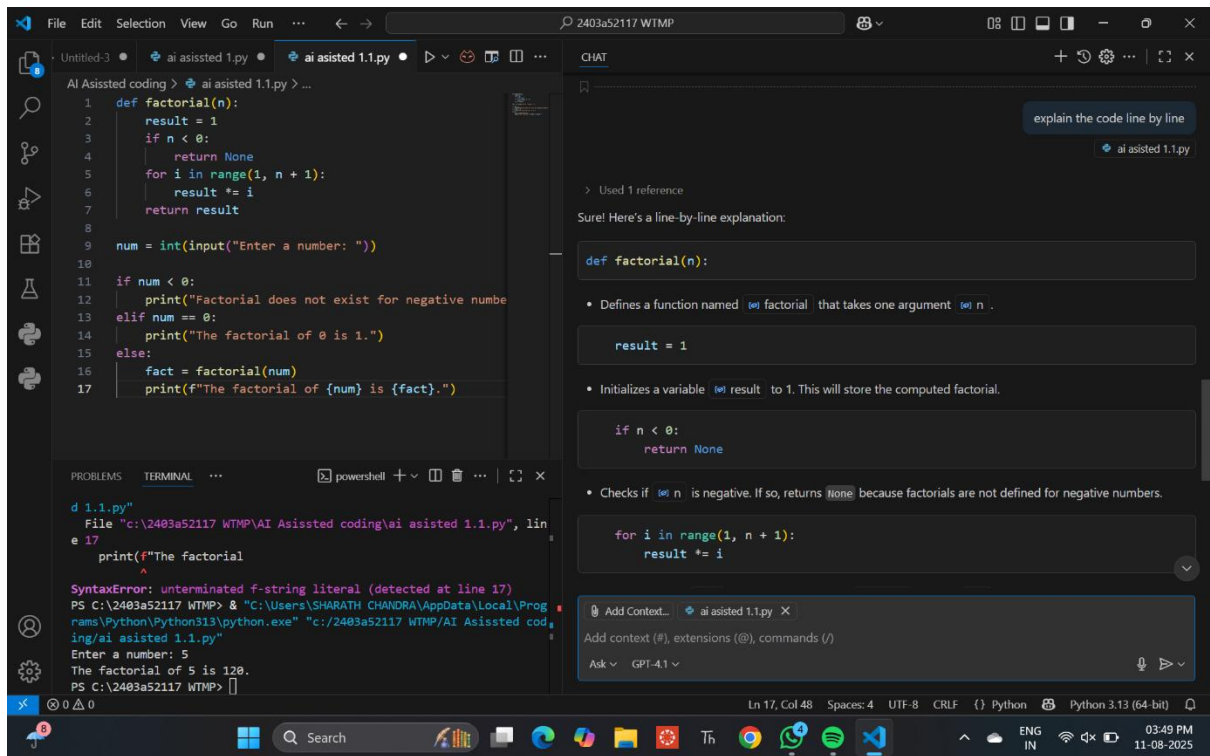 File Edit Selection View Go Run ··· 2403a52117 WTMP
Untitled-3 ai asissted 1.py ai asisted 1.1.py
AI Asissted coding > ai asisted 1.1.py > ...
1 def factorial(n):
2 result = 1
3 if n < 0:
4 return None
5 for i in range(1, n + 1):
6 result *= i
7 return result
8
9 num = int(input("Enter a number: "))
10
11 if num < 0:
12 print("Factorial does not exist for negative numbe
13 elif num == 0:
14 print("The factorial of 0 is 1.")
15 else:
16 fact = factorial(num)
17 print(f"The factorial of {num} is {fact}.")
PROBLEMS TERMINAL ··· powershell
d 1.1.py"
File "c:\2403a52117 WTMP\AI Asissted coding\ai asisted 1.1.py", lin
e 17
print(f"The factorial
^
SyntaxError: unterminated f-string literal (detected at line 17)
PS C:\2403a52117 WTMP> & "C:\Users\SHARATH CHANDRA\AppData\Local\Prog
rams\Python\Python313\python.exe" "c:/2403a52117 WTMP/AI Asissted cod
ing/ai asisted 1.1.py"
Enter a number: 5
The factorial of 5 is 120.
PS C:\2403a52117 WTMP>
CHAT
explain the code line by line
ai asisted 1.1.py
> Used 1 reference
Sure! Here's a line-by-line explanation:
def factorial(n):
• Defines a function named factorial that takes one argument n .
result = 1
• Initializes a variable result to 1. This will store the computed factorial.
if n < 0:
return None
• Checks if n is negative. If so, returns None because factorials are not defined for negative numbers.
for i in range(1, n + 1):
result *= i
Add Context... ai asisted 1.1.py
Add context (#), extensions (@), commands (/)
Ask GPT-4.1
0 0 Ln 17, Col 48 Spaces: 4 UTF-8 CRLF {} Python Python 3.13 (64-bit)
8 Search 4 ENG IN 03:49 PM 11-08-2025